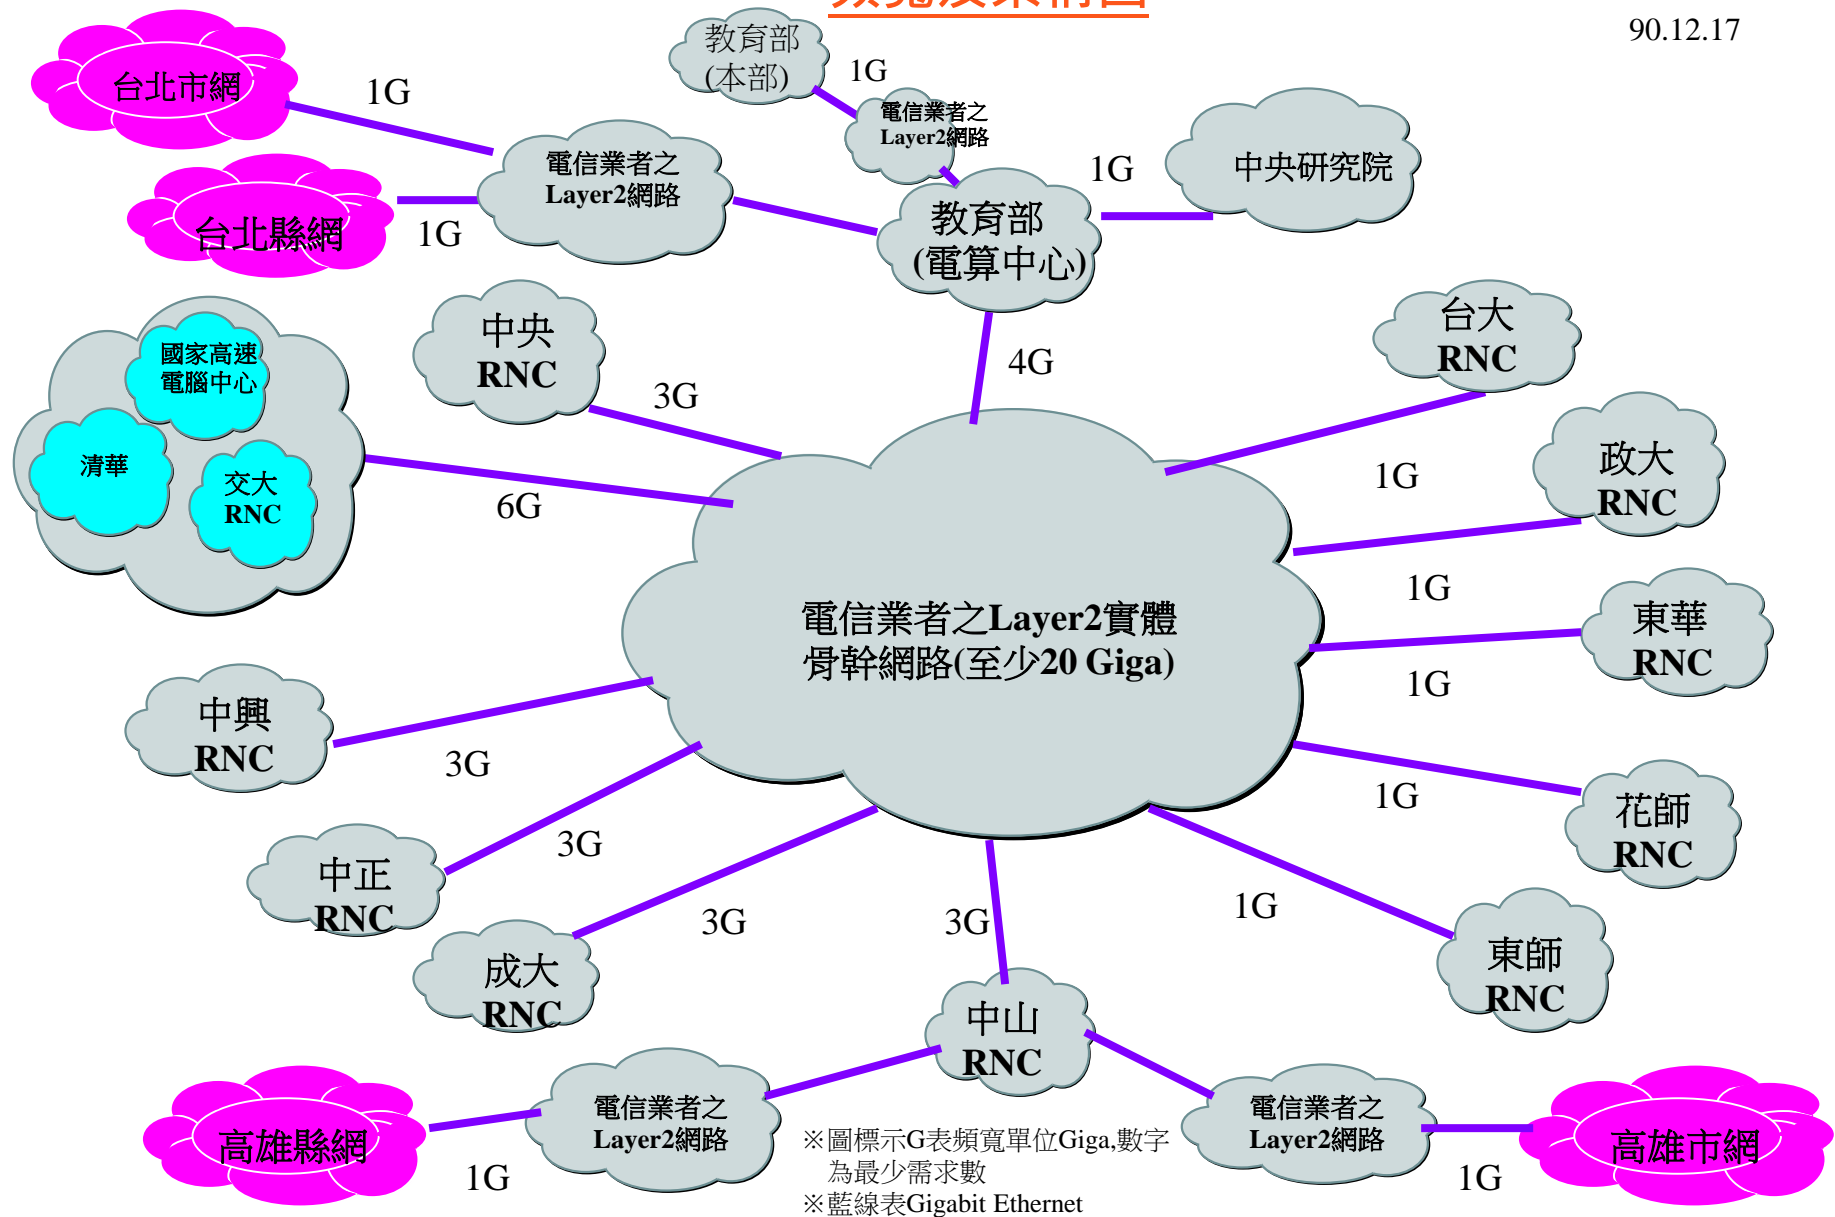 90.12.17
台北市網
1G
教育部
(本部)
1G
電信業者之
Layer2網路
電信業者之
Layer2網路
1G
中央研究院
台北縣網
1G
教育部
(電算中心)
國家高速
電腦中心
清華
交大
RNC
中央
RNC
3G
4G
台大
RNC
6G
1G
政大
RNC
1G
電信業者之Layer2實體
骨幹網路(至少20 Giga)
東華
RNC
1G
中興
RNC
3G
1G
花師
RNC
中正
RNC
3G
成大
RNC
3G
3G
1G
東師
RNC
中山
RNC
高雄縣網
1G
電信業者之
Layer2網路
電信業者之
Layer2網路
1G
高雄市網
※圖標示G表頻寬單位Giga,數字
為最少需求數
※藍線表Gigabit Ethernet